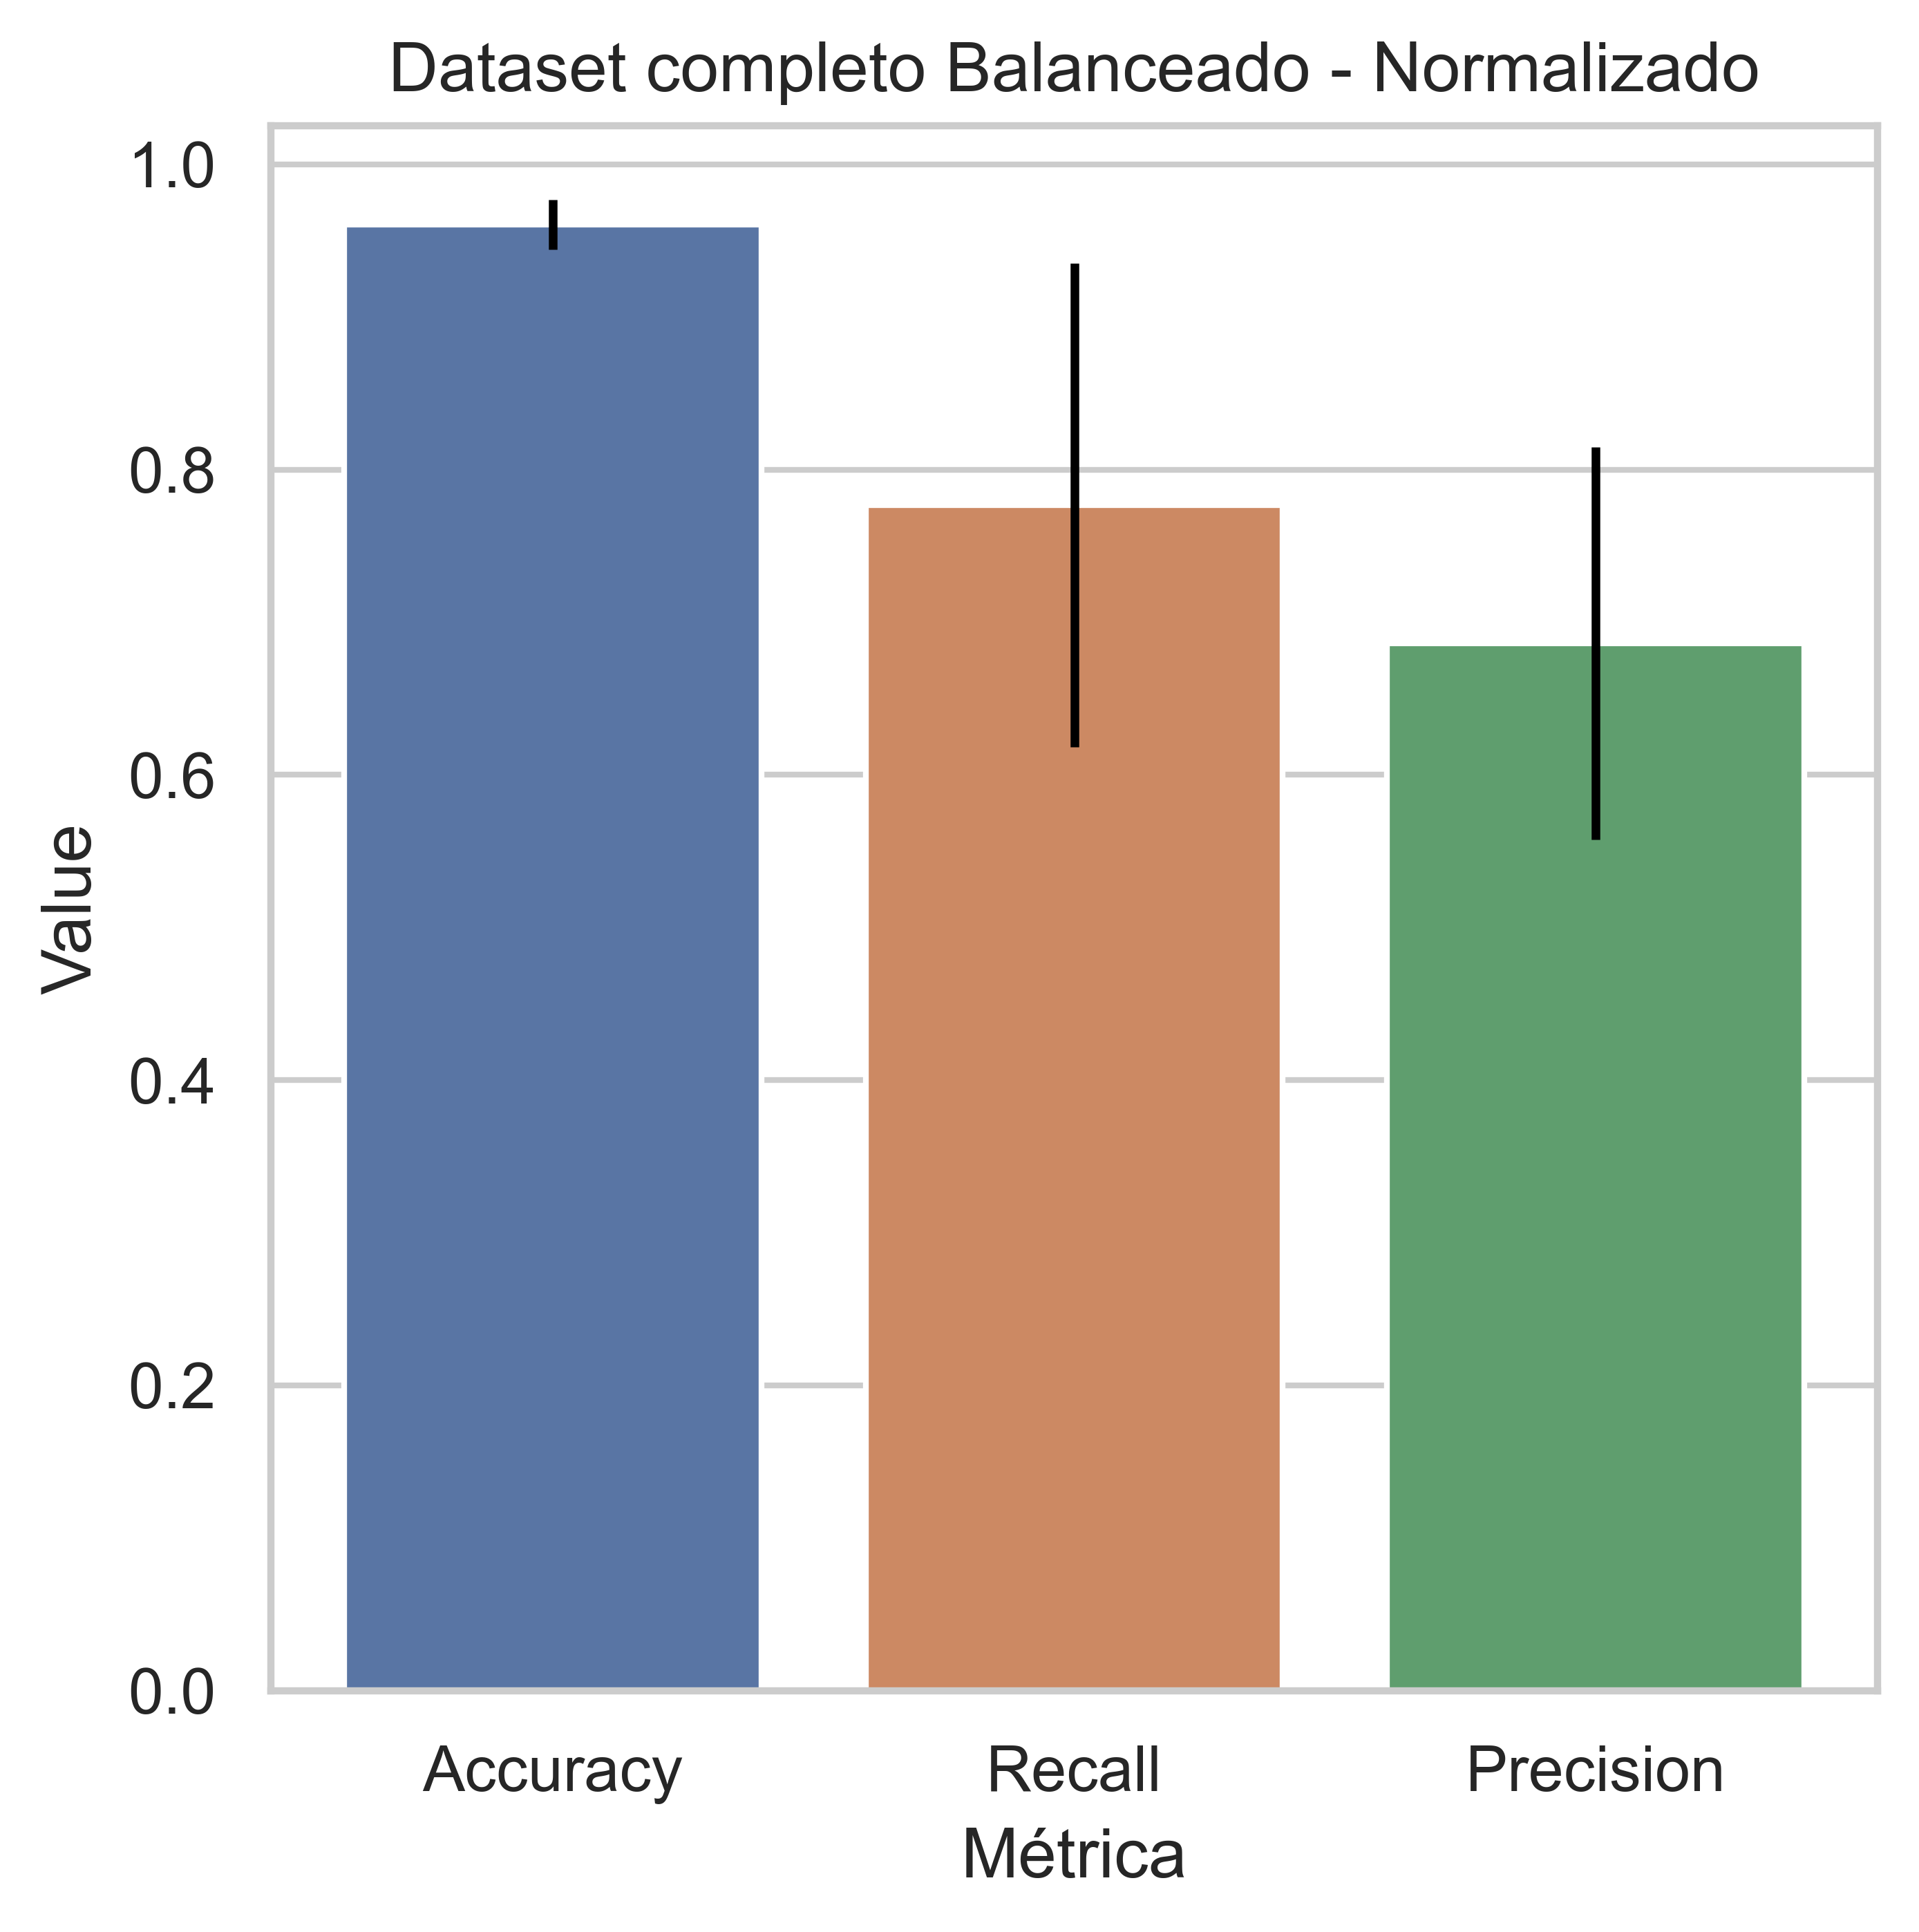 Dataset completo Balanceado - Normalizado
1.0
0.8
0.6
0.4
0.2
0.0
Value
Accuracy Recall Precision
Métrica